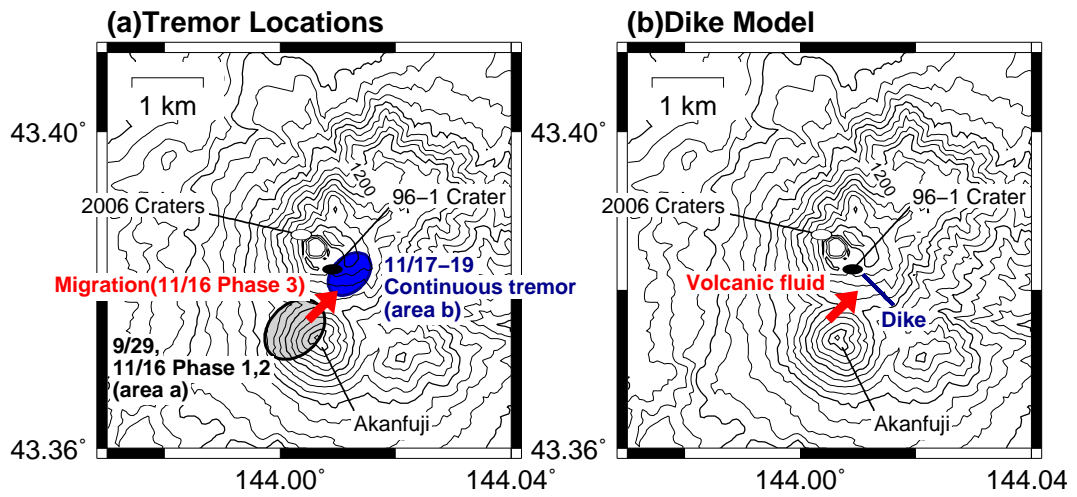 (a)Tremor Locations
1 km
43.40°
1200
2006 Craters
96−1 Crater
Migration(11/16 Phase 3)
11/17−19
Continuous tremor
(area b)
9/29,
11/16 Phase 1,2
(area a)
Akanfuji
43.36°
144.00°
144.04°
(b)Dike Model
1 km
43.40°
1200
2006 Craters
96−1 Crater
Volcanic fluid
Dike
Akanfuji
43.36°
144.00°
144.04°